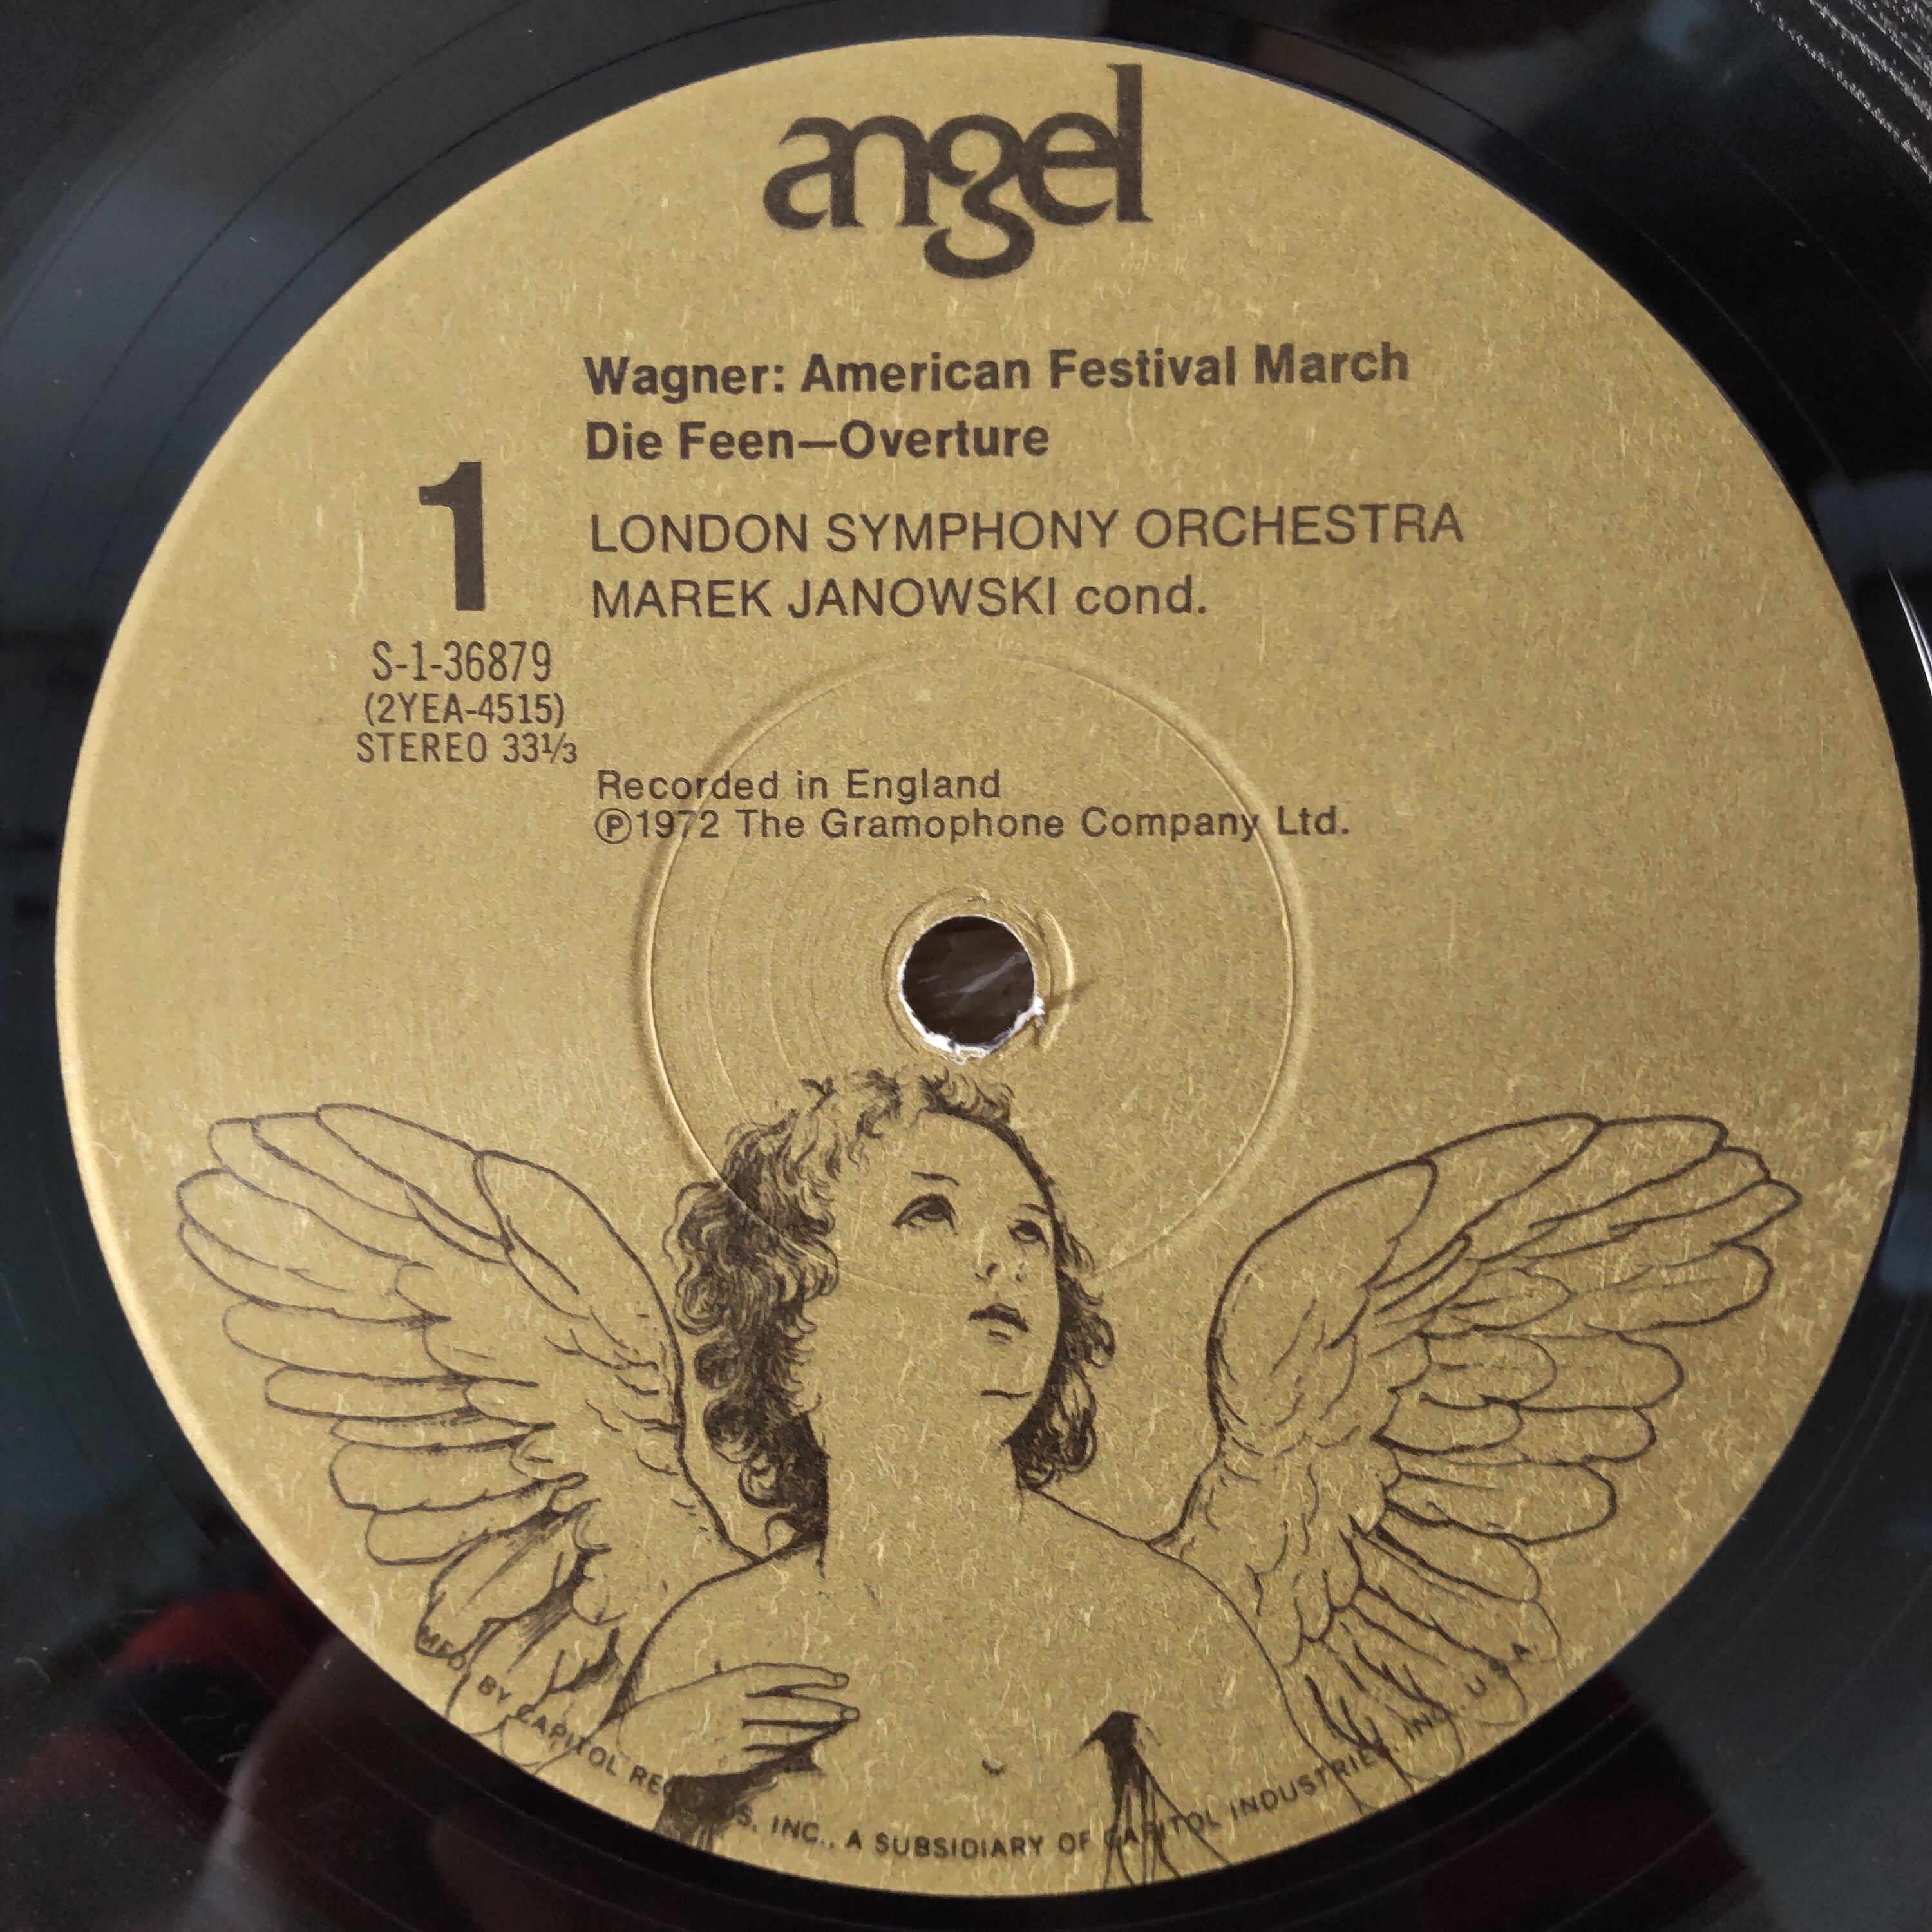 angel
Wagner: American Festival March
Die Feen—Overture
1
LONDON SYMPHONY ORCHESTRA
MAREK JANOWSKI cond.
S-1-36879
(2YEA-4515)
STEREO 33⅓
Recorded in England
℗1972 The Gramophone Company Ltd.
MFD. BY CAPITOL RECORDS, INC., A SUBSIDIARY OF CAPITOL INDUSTRIES, INC. U.S.A.